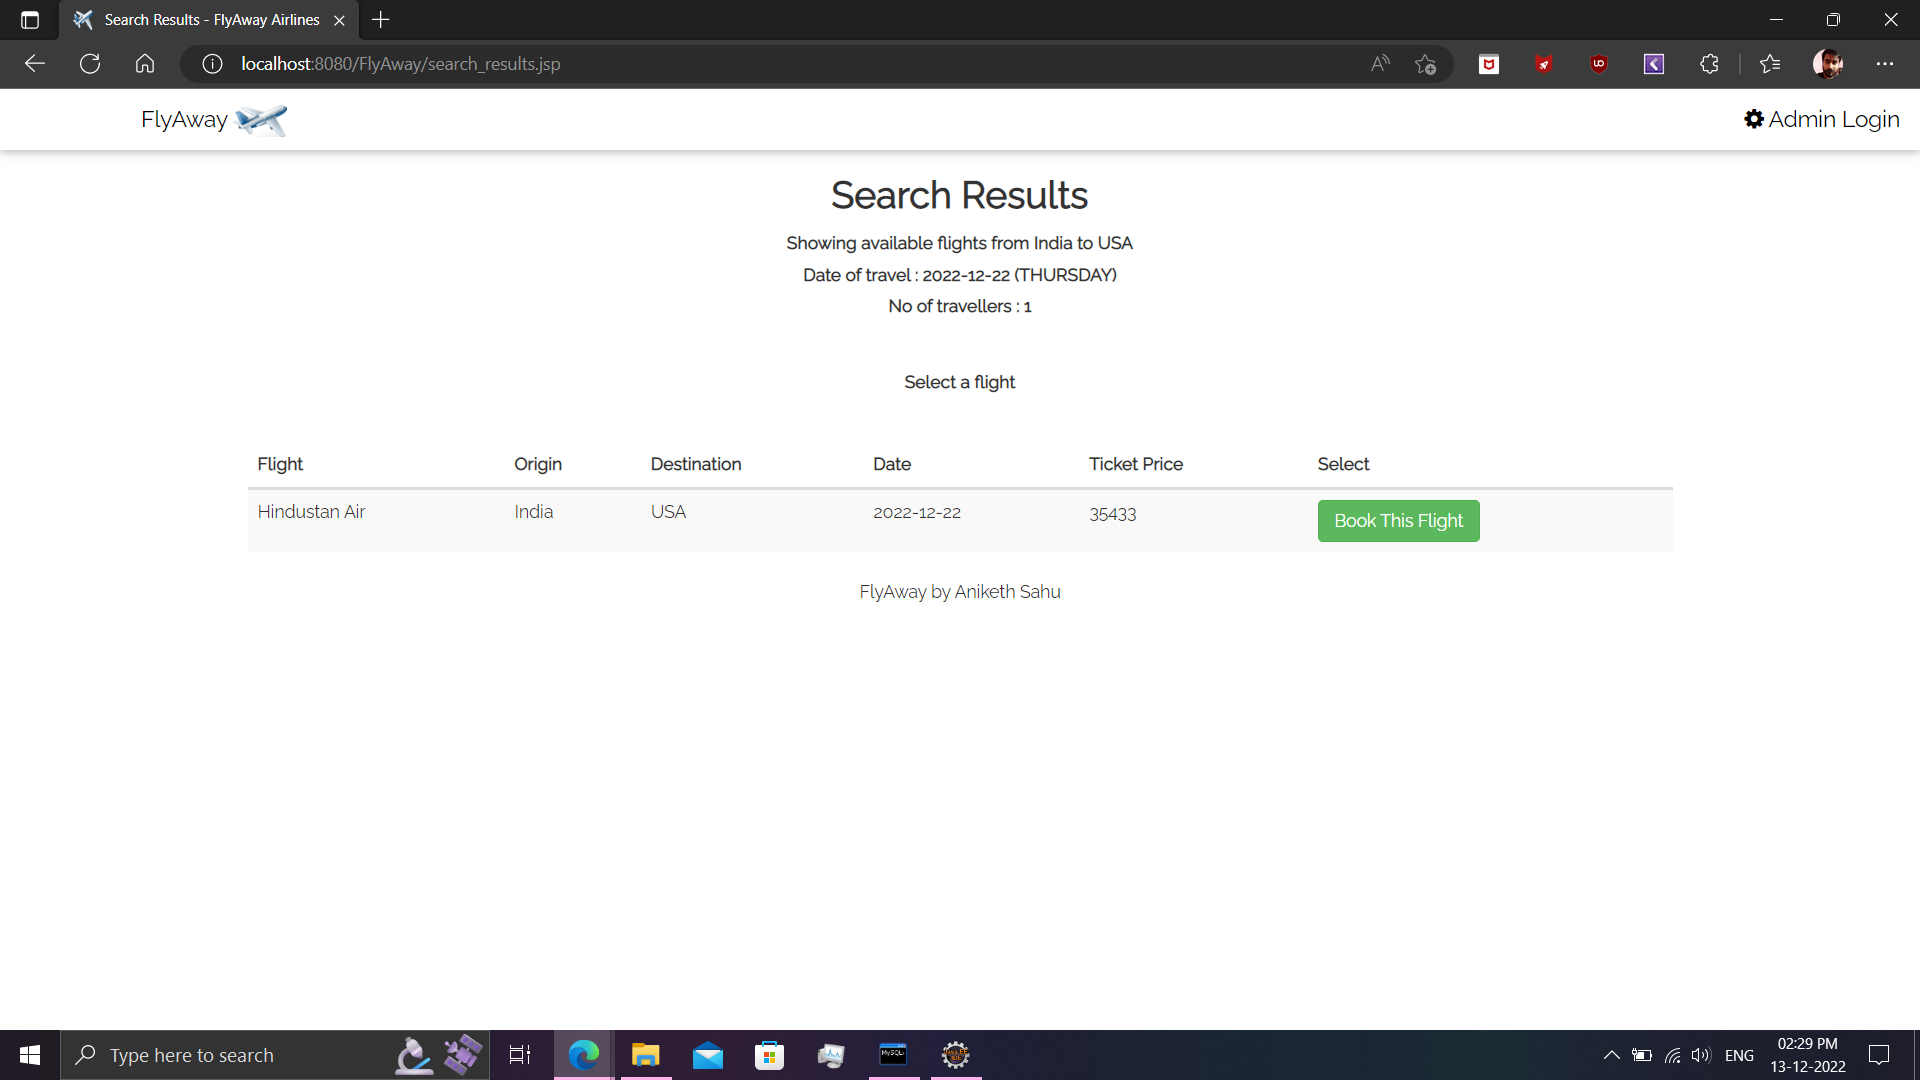 Search Results - FlyAway Airlines
localhost:8080/FlyAway/search_results.jsp
FlyAway
Admin Login
Search Results
Showing available flights from India to USA
Date of travel : 2022-12-22 (THURSDAY)
No of travellers : 1
Select a flight
Flight Origin Destination Date Ticket Price Select
Hindustan Air India USA 2022-12-22 35433 Book This Flight
FlyAway by Aniketh Sahu
Type here to search
ENG
02:29 PM
13-12-2022